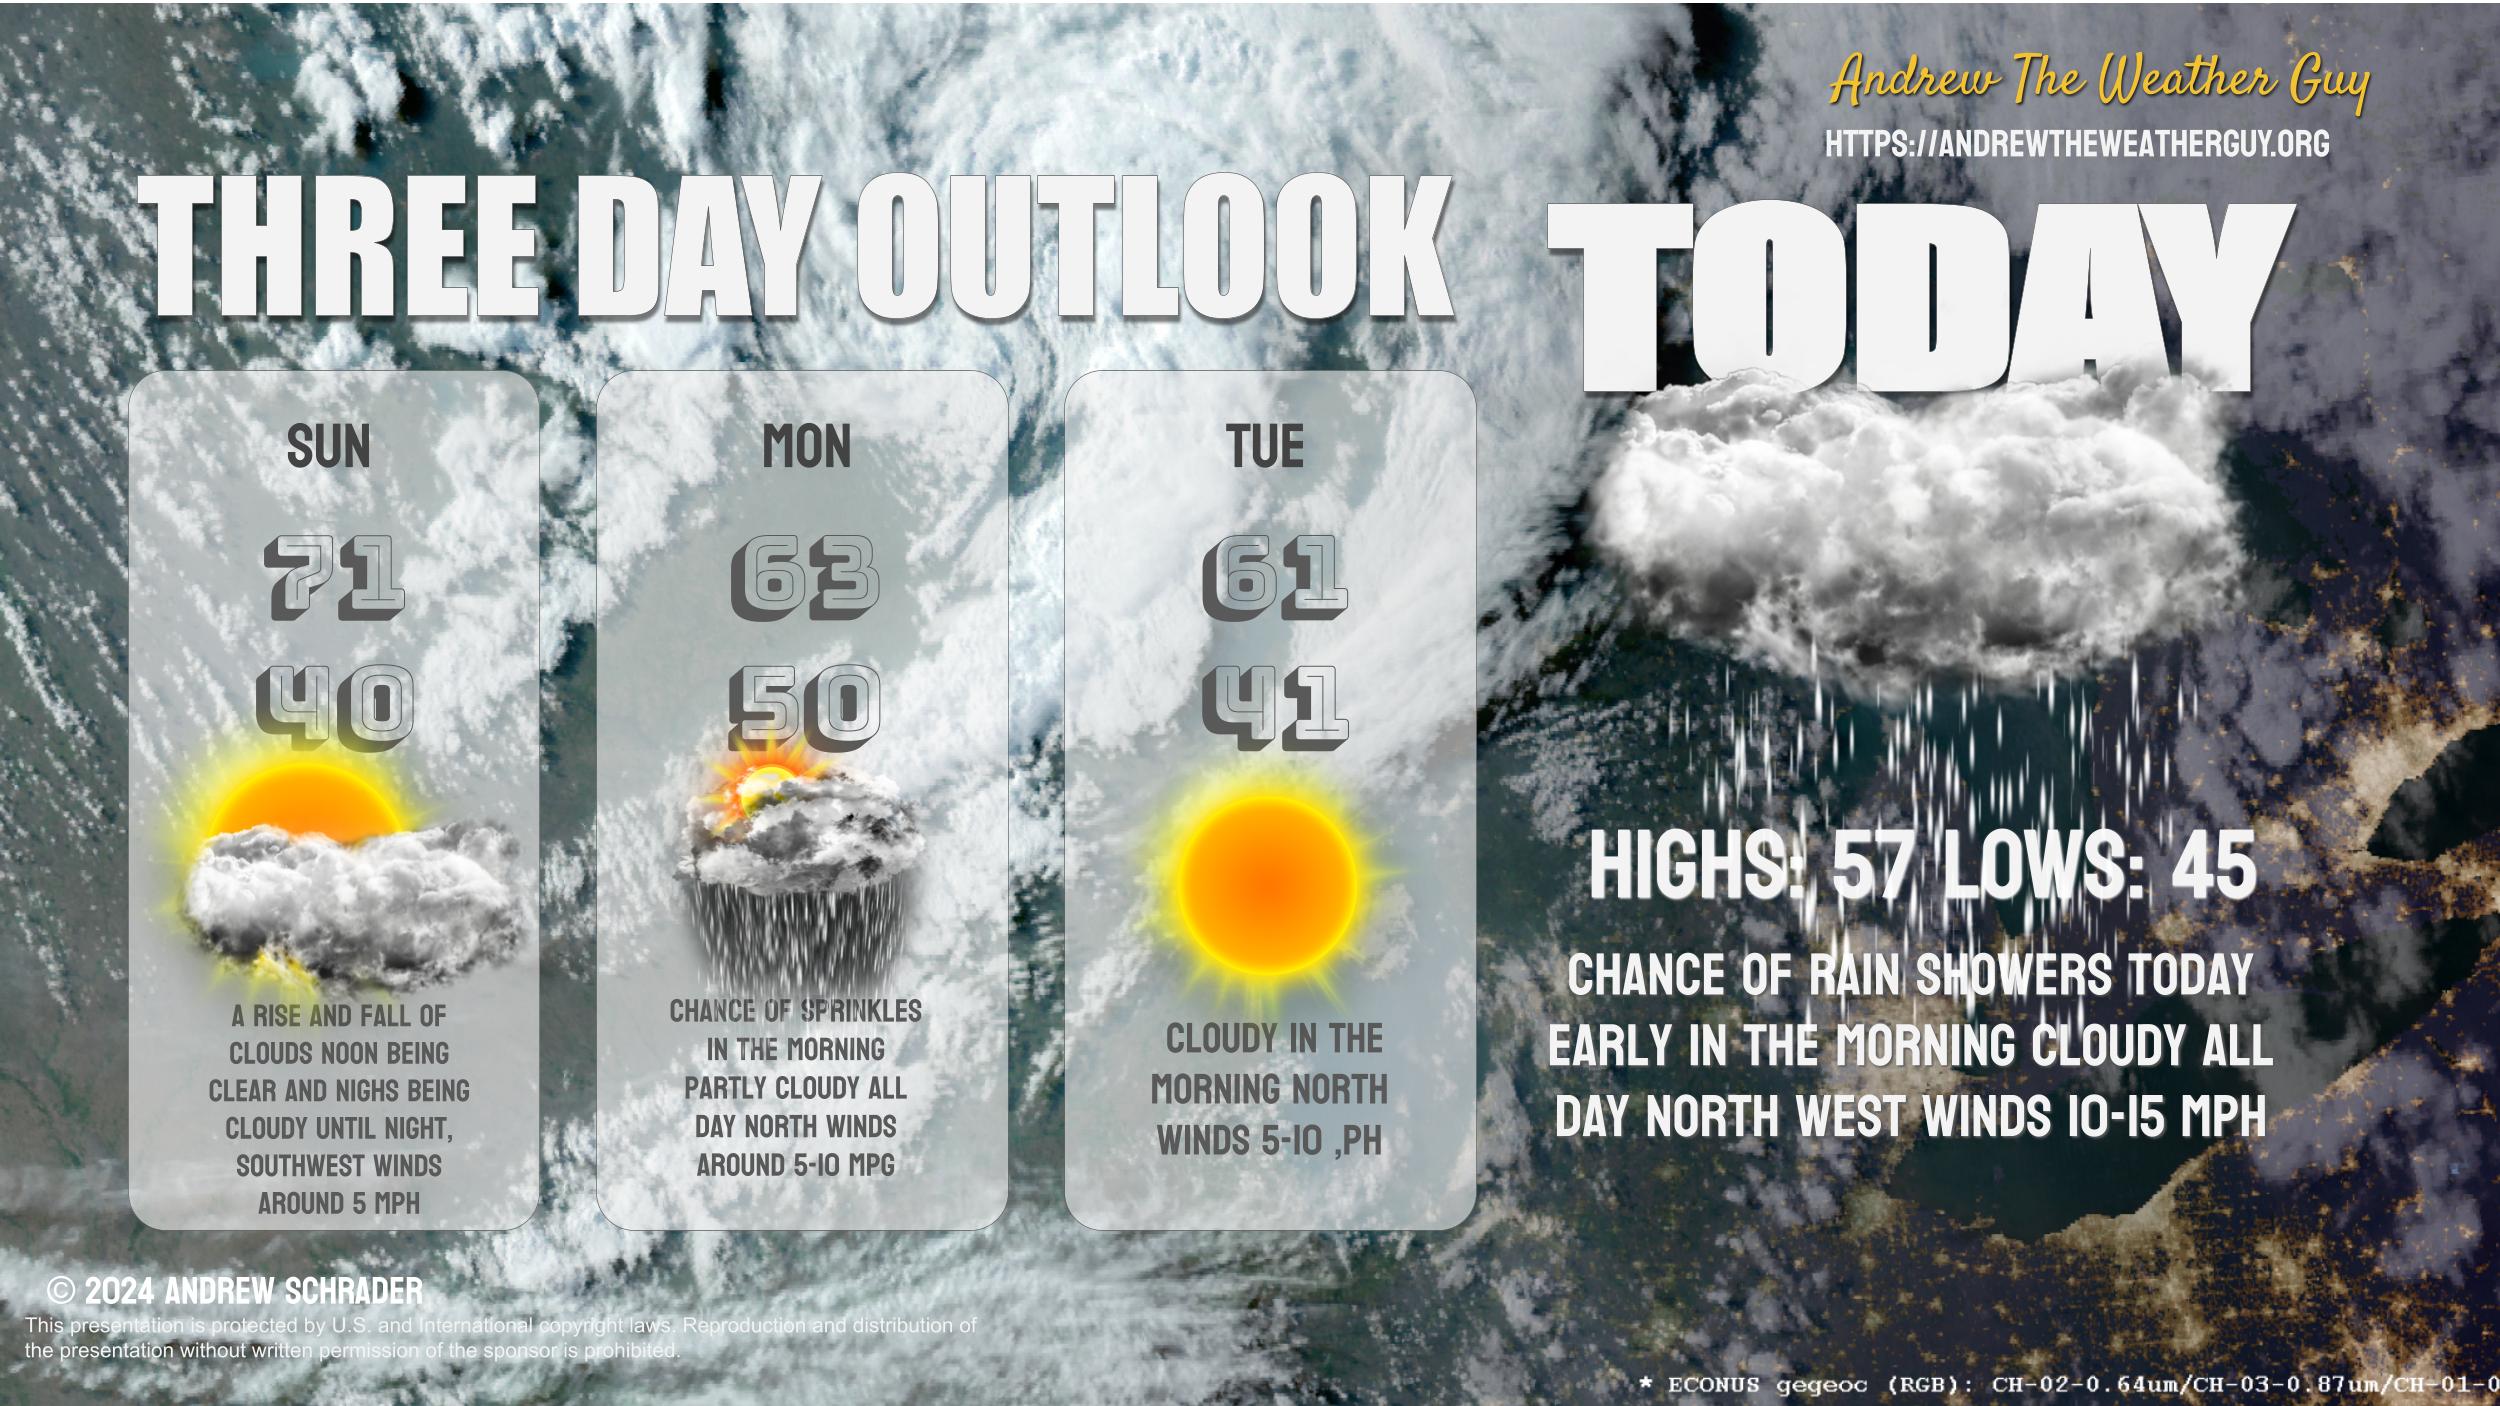 Andrew The Weather Guy
HTTPS://ANDREWTHEWEATHERGUY.ORG
THREE DAY OUTLOOK
SUN
71
40
A RISE AND FALL OF
CLOUDS NOON BEING
CLEAR AND NIGHS BEING
CLOUDY UNTIL NIGHT,
SOUTHWEST WINDS
AROUND 5 MPH
MON
63
50
CHANCE OF SPRINKLES
IN THE MORNING
PARTLY CLOUDY ALL
DAY NORTH WINDS
AROUND 5-10 MPG
TUE
61
41
CLOUDY IN THE
MORNING NORTH
WINDS 5-10 ,PH
TODAY
HIGHS: 57 LOWS: 45
CHANCE OF RAIN SHOWERS TODAY
EARLY IN THE MORNING CLOUDY ALL
DAY NORTH WEST WINDS 10-15 MPH
© 2024 ANDREW SCHRADER
This presentation is protected by U.S. and International copyright laws. Reproduction and distribution of
the presentation without written permission of the sponsor is prohibited.
* ECONUS gegeoc (RGB): CH-02-0.64um/CH-03-0.87um/CH-01-0